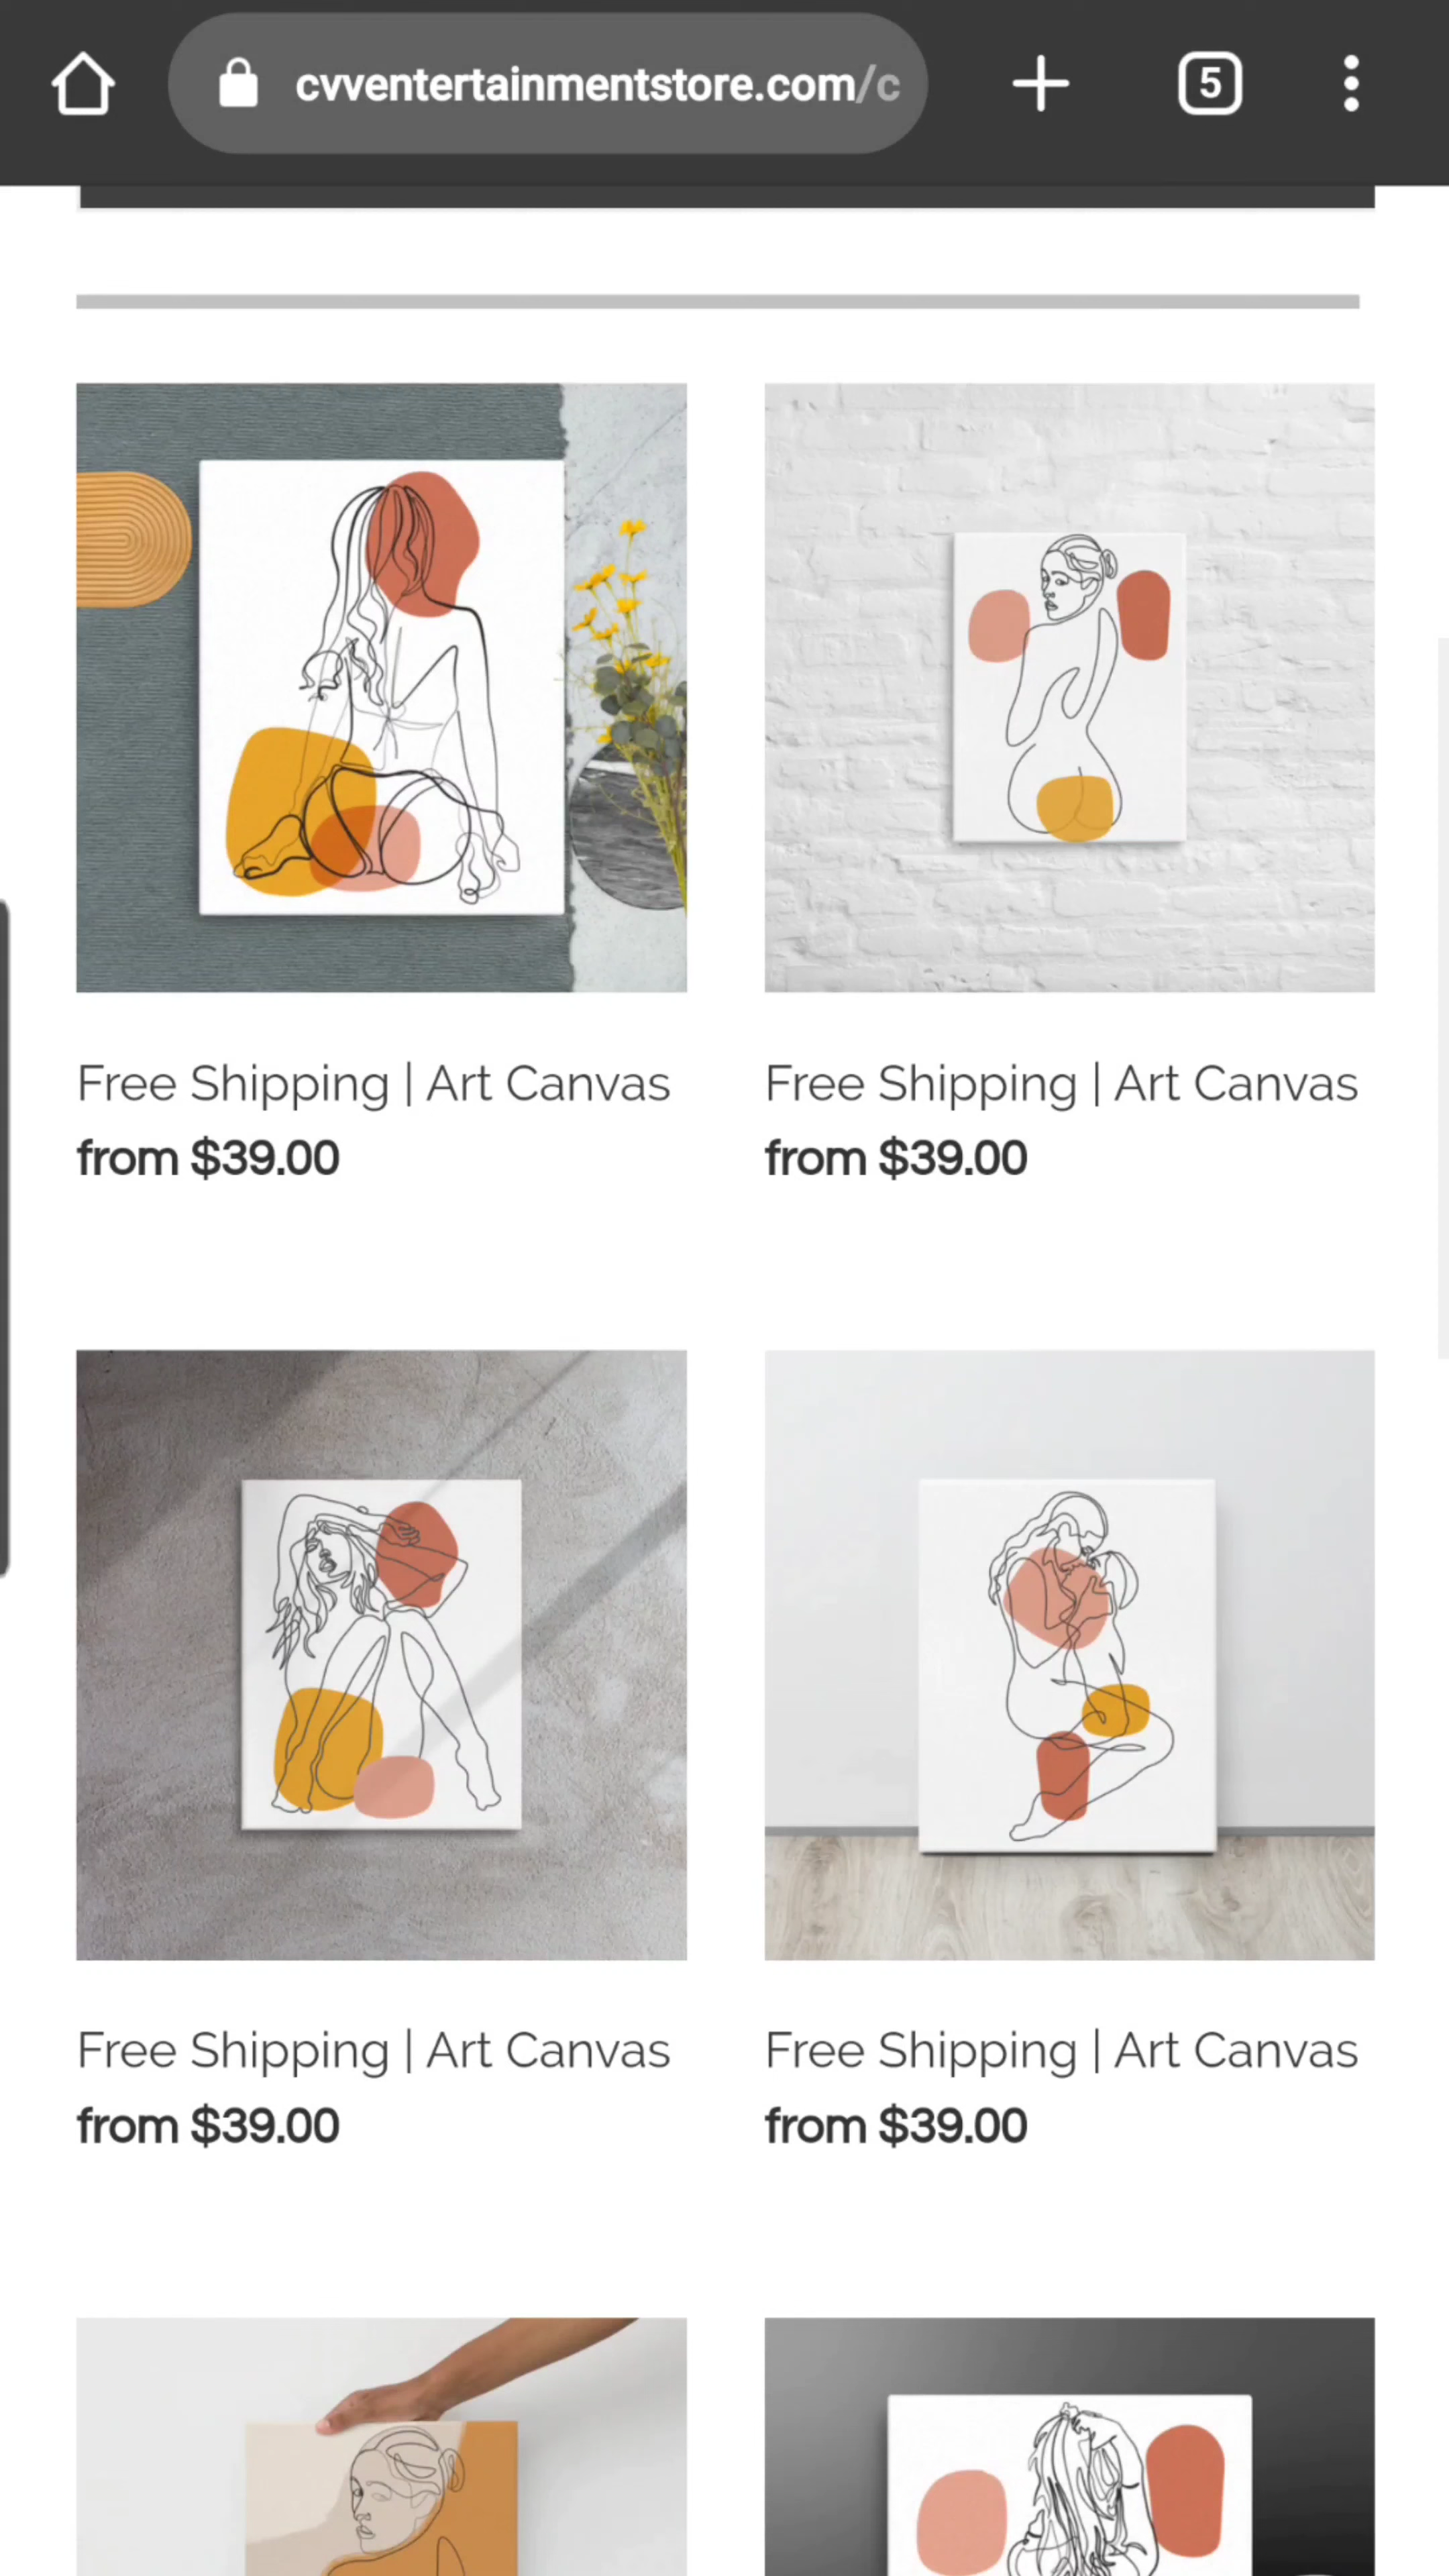 cvventertainmentstore.com/c
5
Free Shipping | Art Canvas
from $39.00
Free Shipping | Art Canvas
from $39.00
Free Shipping | Art Canvas
from $39.00
Free Shipping | Art Canvas
from $39.00